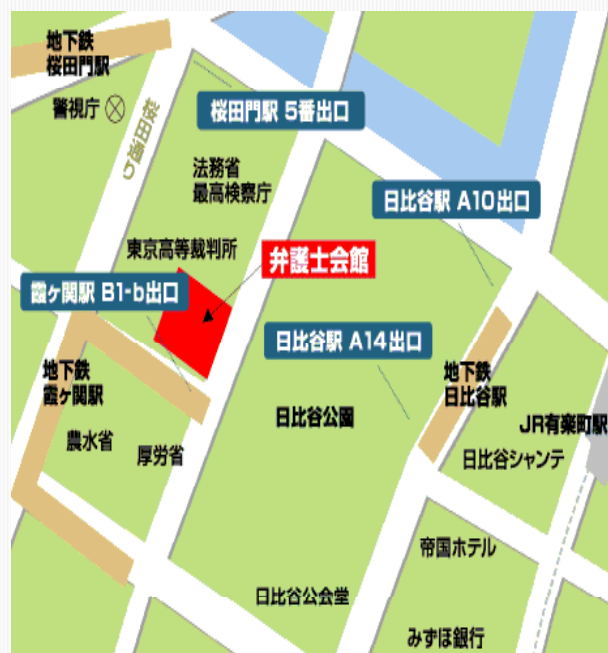 地下鉄
桜田門駅
警視庁
桜田通り
桜田門駅 5番出口
法務省
最高検察庁
日比谷駅 A10出口
東京高等裁判所
弁護士会館
霞ヶ関駅 B1-b出口
日比谷駅 A14出口
地下鉄
霞ヶ関駅
地下鉄
日比谷駅
日比谷公園
JR有楽町駅
農水省
厚労省
日比谷シャンテ
帝国ホテル
日比谷公会堂
みずほ銀行